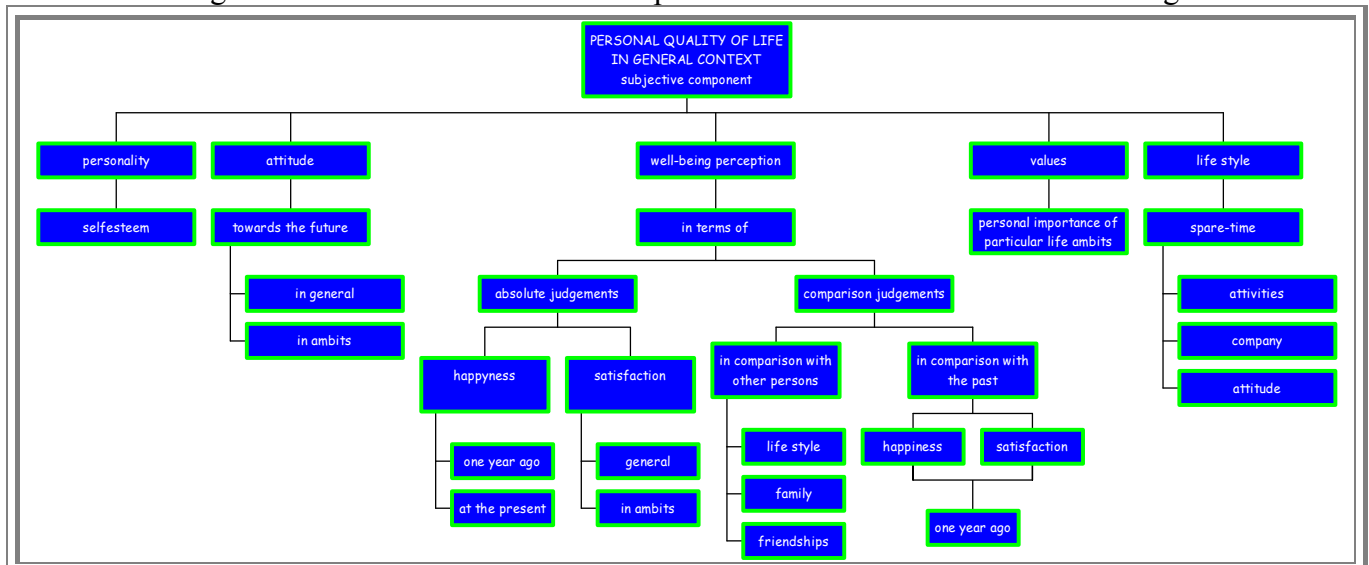 PERSONAL QUALITY OF LIFE
IN GENERAL CONTEXT
subjective component
personality
attitude
well-being perception
values
life style
selfesteem
towards the future
in terms of
personal importance of
particular life ambits
spare-time
in general
absolute judgements
comparison judgements
activities
in ambits
company
happyness
satisfaction
in comparison with
other persons
in comparison with
the past
attitude
one year ago
general
life style
happiness
satisfaction
at the present
in ambits
family
one year ago
friendships